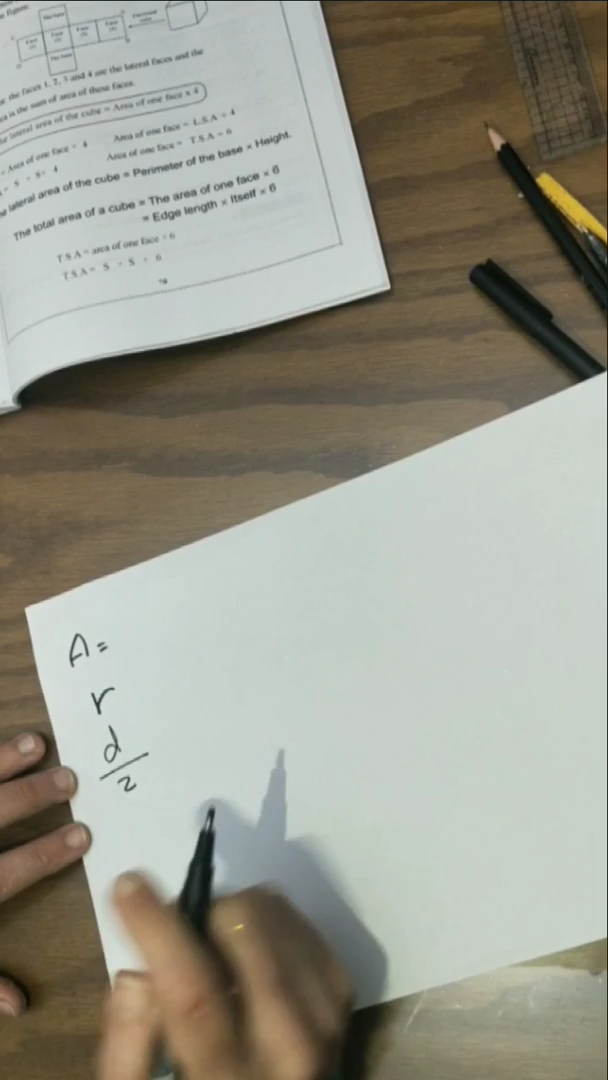 figure:
the faces 1, 2, 3 and 4 are the lateral faces and the
is the sum of area of these faces.
lateral area of the cube = Area of one face × 4
Area of one face × 4 Area of one face = L.S.A ÷ 4
= S × S × 4 Area of one face = T.S.A ÷ 6
lateral area of the cube = Perimeter of the base × Height.
The total area of a cube = The area of one face × 6
= Edge length × Itself × 6
T.S.A = area of one face × 6
T.S.A = S × S × 6
A =
r
d
2